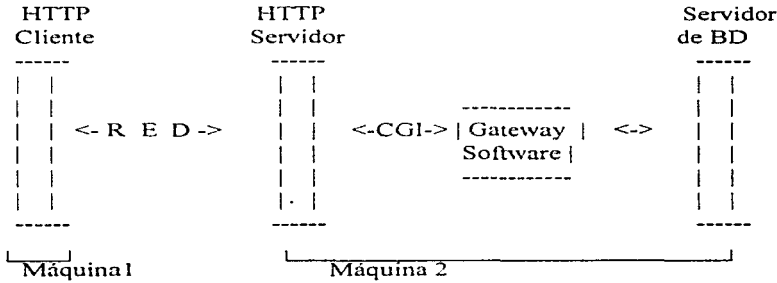 HTTP HTTP Servidor
Cliente Servidor de BD
<- R E D -> <-CGI-> | Gateway | <->
Software |
Máquina1 Máquina 2